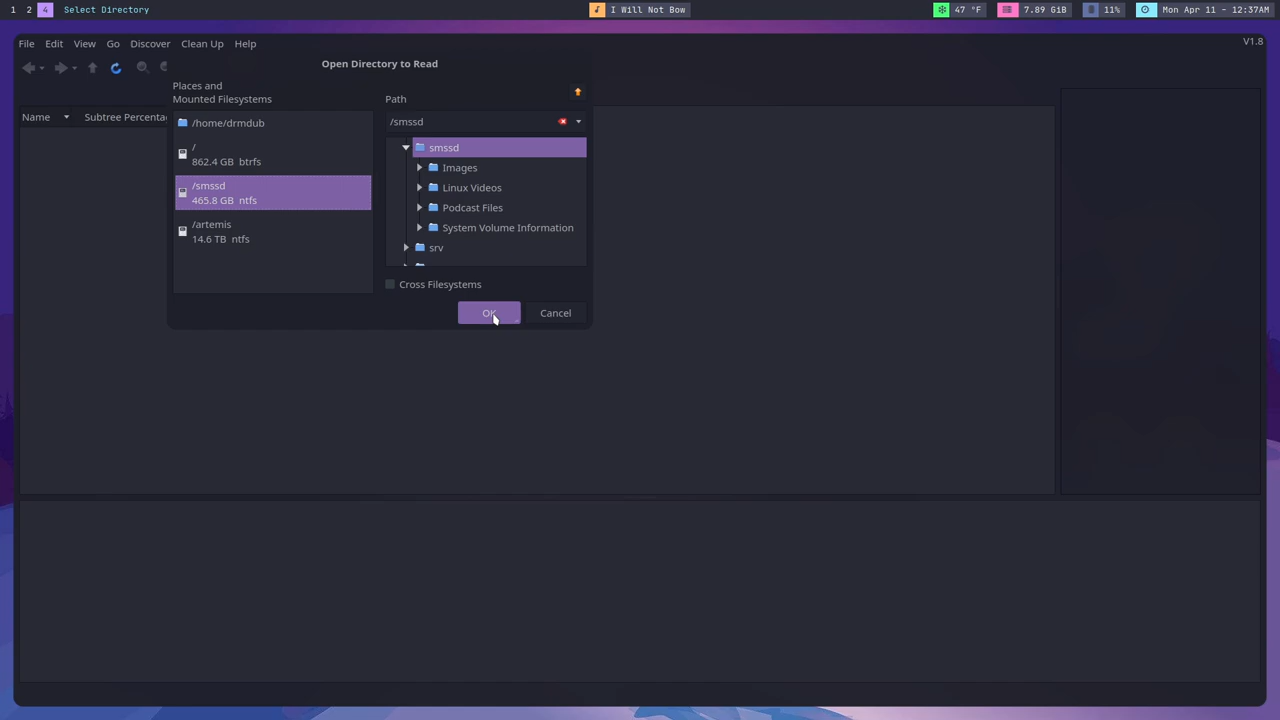 1 2 4 Select Directory
I Will Not Bow
47 °F
7.89 GiB
11%
Mon Apr 11 - 12:37AM
File Edit View Go Discover Clean Up Help
V1.8
Open Directory to Read
Places and
Mounted Filesystems
/home/drmdub
/
862.4 GB btrfs
/smssd
465.8 GB ntfs
/artemis
14.6 TB ntfs
Path
/smssd
smssd
Images
Linux Videos
Podcast Files
System Volume Information
srv
Cross Filesystems
OK
Cancel
Name
Subtree Percenta